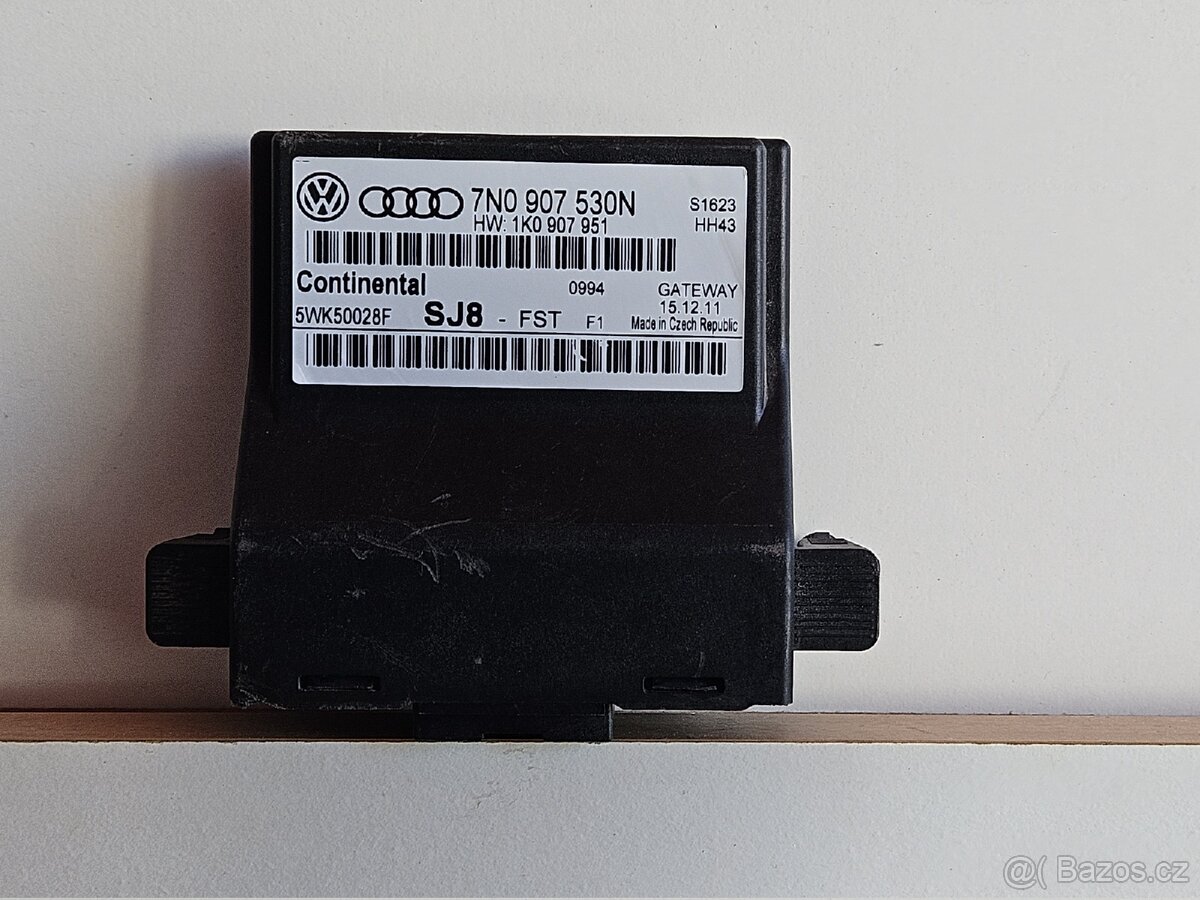 7N0 907 530N S1623
HW: 1K0 907 951 HH43
Continental 0994 GATEWAY
15.12.11
5WK50028F SJ8 - FST F1 Made in Czech Republic
@( Bazos.cz